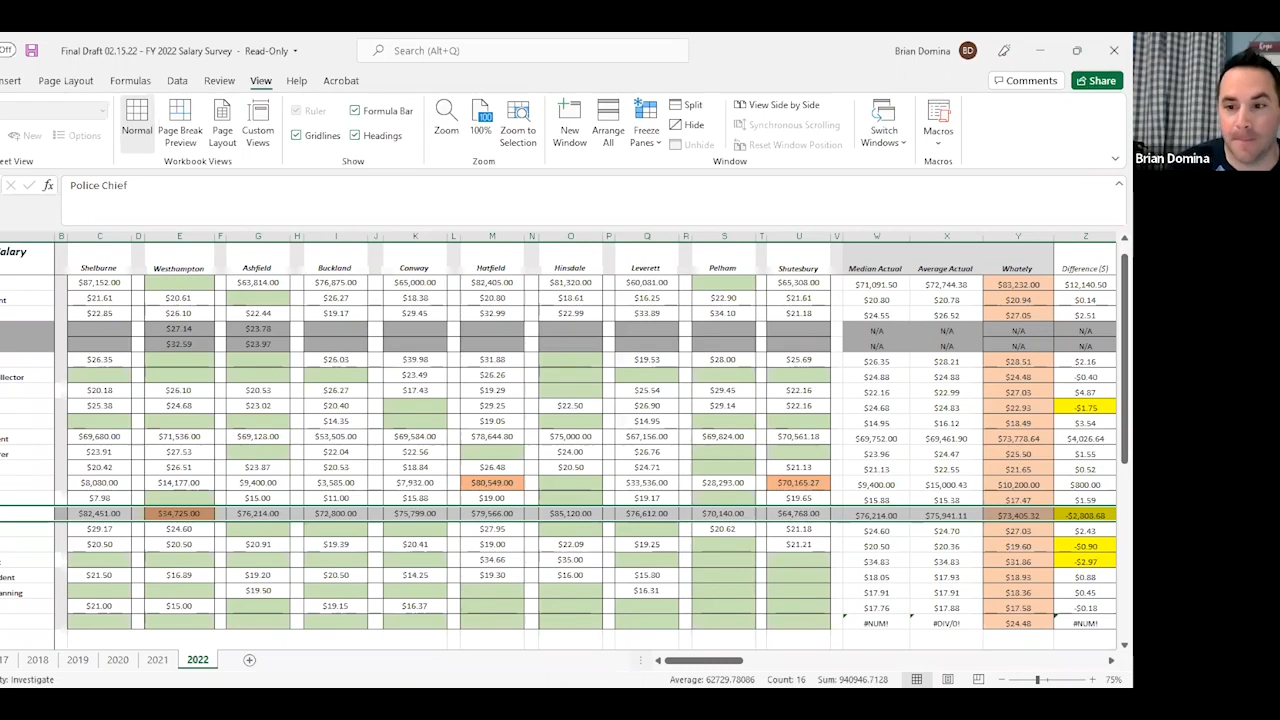 Off Final Draft 02.15.22 - FY 2022 Salary Survey - Read-Only Search (Alt+Q) Brian Domina BD
nsert Page Layout Formulas Data Review View Help Acrobat Comments Share
New Options
eet View
Normal Page Break Preview Page Layout Custom Views
Workbook Views
Ruler Formula Bar
Gridlines Headings
Show
Zoom 100% Zoom to Selection
Zoom
New Window Arrange All Freeze Panes Split Hide Unhide View Side by Side Synchronous Scrolling Reset Window Position Switch Windows
Window
Macros
Macros
Brian Domina
fx Police Chief
B C D E F G H I J K L M N O P Q R S T U V W X Y Z
alary Shelburne Westhampton Ashfield Buckland Conway Hatfield Hinsdale Leverett Pelham Shutesbury Median Actual Average Actual Whately Difference ($)
$87,152.00 $63,814.00 $76,875.00 $65,000.00 $82,405.00 $81,320.00 $60,081.00 $65,308.00 $71,091.50 $72,744.38 $83,232.00 $12,140.50
ent $21.61 $20.61 $26.27 $18.38 $20.80 $18.61 $16.25 $22.90 $21.61 $20.80 $20.78 $20.94 $0.14
$22.85 $26.10 $22.44 $19.17 $29.45 $32.99 $22.99 $33.89 $34.10 $21.18 $24.55 $26.52 $27.05 $2.51
$27.14 $23.78 N/A N/A N/A N/A
$32.59 $23.97 N/A N/A N/A N/A
$26.35 $26.03 $39.98 $31.88 $19.53 $28.00 $25.69 $26.35 $28.21 $28.51 $2.16
ollector $23.49 $26.26 $24.88 $24.88 $24.48 -$0.40
$20.18 $26.10 $20.53 $26.27 $17.43 $19.29 $25.54 $29.45 $22.16 $22.16 $22.99 $27.03 $4.87
$25.38 $24.68 $23.02 $20.40 $29.25 $22.50 $26.90 $29.14 $22.16 $24.68 $24.83 $22.93 -$1.75
$14.35 $19.05 $14.95 $14.95 $16.12 $18.49 $3.54
ent $69,680.00 $71,536.00 $69,128.00 $53,505.00 $69,584.00 $78,644.80 $75,000.00 $67,156.00 $69,824.00 $70,561.18 $69,752.00 $69,461.90 $73,778.64 $4,026.64
rer $23.91 $27.53 $22.04 $22.56 $24.00 $26.76 $23.96 $24.47 $25.50 $1.55
$20.42 $26.51 $23.87 $20.53 $18.84 $26.48 $20.50 $24.71 $21.13 $21.13 $22.55 $21.65 $0.52
$8,080.00 $14,177.00 $9,400.00 $3,585.00 $7,932.00 $80,549.00 $33,536.00 $28,293.00 $70,165.27 $9,400.00 $15,000.43 $10,200.00 $800.00
$7.98 $15.00 $11.00 $15.88 $19.00 $19.17 $19.65 $15.88 $15.38 $17.47 $1.59
$82,451.00 $34,725.00 $76,214.00 $72,800.00 $75,799.00 $79,566.00 $85,120.00 $76,612.00 $70,140.00 $64,768.00 $76,214.00 $75,941.11 $73,405.32 -$2,808.68
$29.17 $24.60 $27.95 $20.62 $21.18 $24.60 $24.70 $27.03 $2.43
$20.50 $20.50 $20.91 $19.39 $20.41 $19.00 $22.09 $19.25 $21.21 $20.50 $20.36 $19.60 -$0.90
t $34.66 $35.00 $34.83 $34.83 $31.86 -$2.97
dent $21.50 $16.89 $19.20 $20.50 $14.25 $19.30 $16.00 $15.80 $18.05 $17.93 $18.93 $0.88
anning $19.50 $16.31 $17.91 $17.91 $18.36 $0.45
$21.00 $15.00 $19.15 $16.37 $17.76 $17.88 $17.58 -$0.18
#NUM! #DIV/0! $24.48 #NUM!
17 2018 2019 2020 2021 2022
ty: Investigate Average: 62729.78086 Count: 16 Sum: 940946.7128 75%